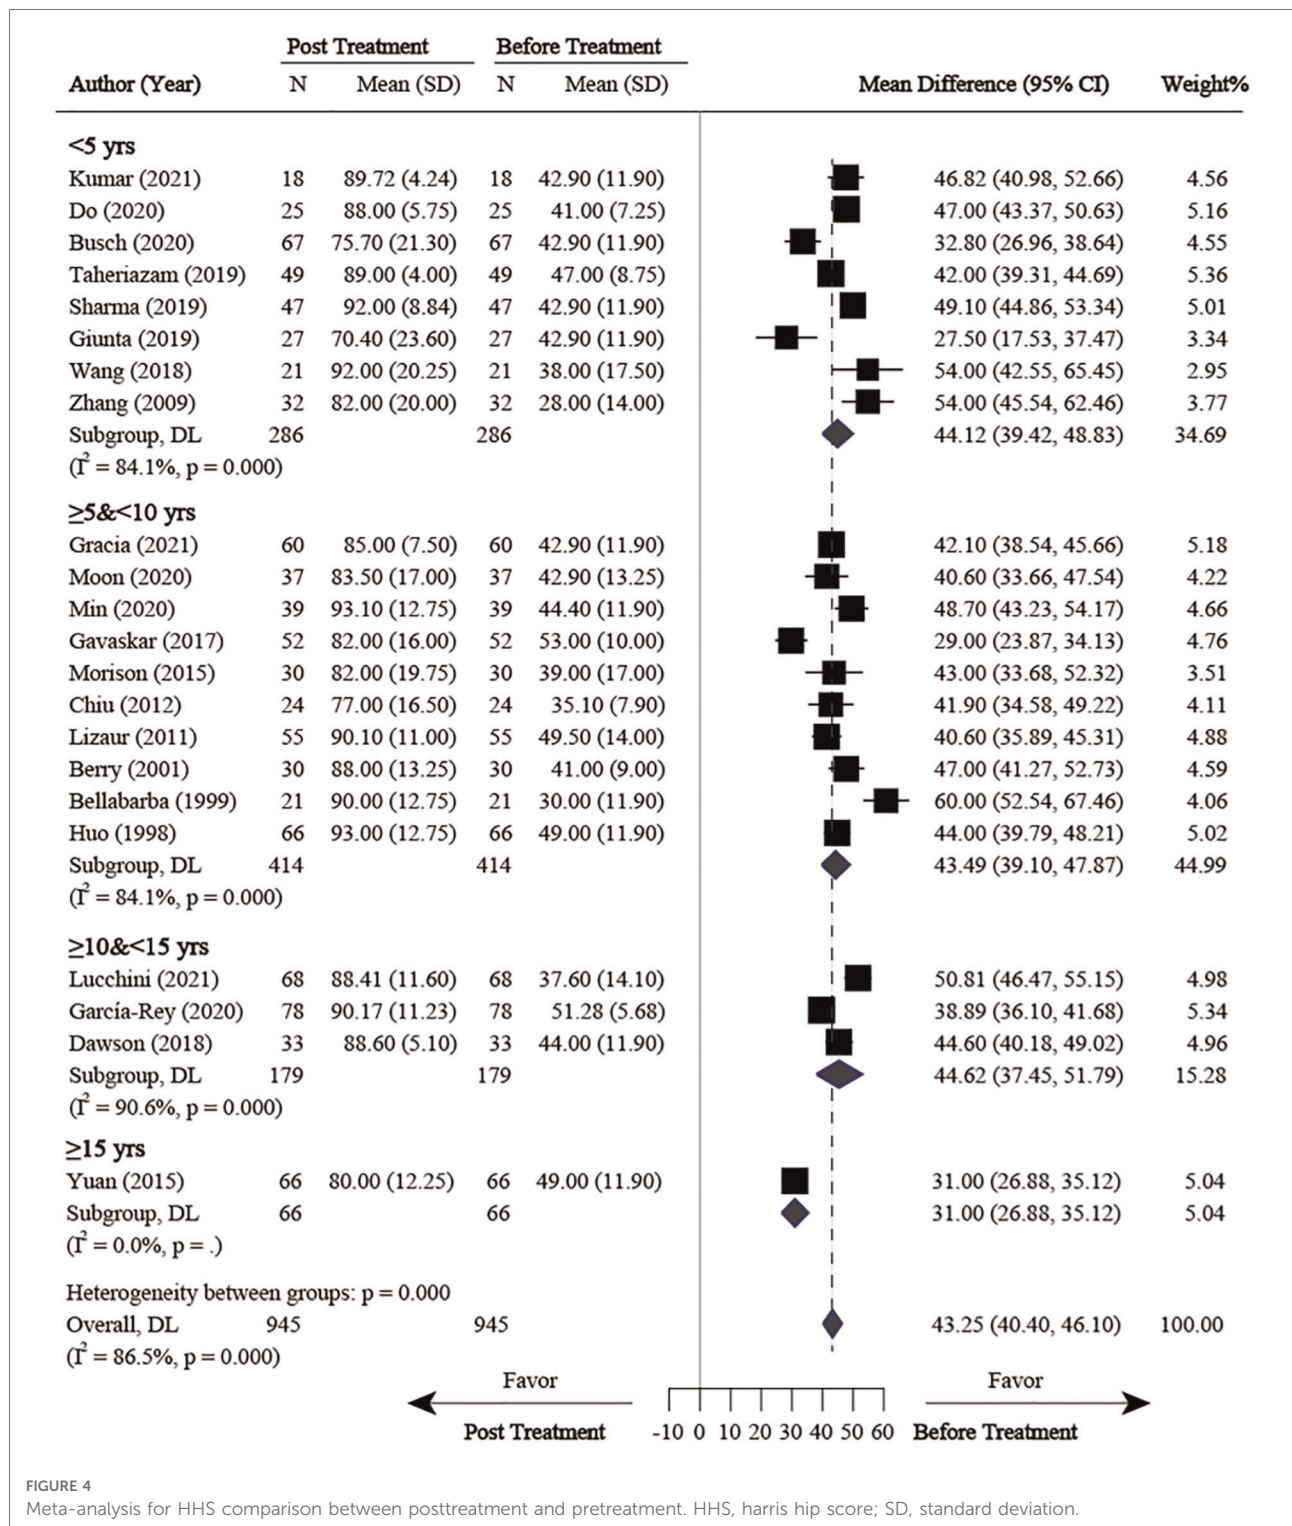 Post Treatment Before Treatment
Author (Year) N Mean (SD) N Mean (SD) Mean Difference (95% CI) Weight%
<5 yrs
Kumar (2021) 18 89.72 (4.24) 18 42.90 (11.90) 46.82 (40.98, 52.66) 4.56
Do (2020) 25 88.00 (5.75) 25 41.00 (7.25) 47.00 (43.37, 50.63) 5.16
Busch (2020) 67 75.70 (21.30) 67 42.90 (11.90) 32.80 (26.96, 38.64) 4.55
Taheriazam (2019) 49 89.00 (4.00) 49 47.00 (8.75) 42.00 (39.31, 44.69) 5.36
Sharma (2019) 47 92.00 (8.84) 47 42.90 (11.90) 49.10 (44.86, 53.34) 5.01
Giunta (2019) 27 70.40 (23.60) 27 42.90 (11.90) 27.50 (17.53, 37.47) 3.34
Wang (2018) 21 92.00 (20.25) 21 38.00 (17.50) 54.00 (42.55, 65.45) 2.95
Zhang (2009) 32 82.00 (20.00) 32 28.00 (14.00) 54.00 (45.54, 62.46) 3.77
Subgroup, DL 286 286 44.12 (39.42, 48.83) 34.69
(I² = 84.1%, p = 0.000)
≥5&<10 yrs
Gracia (2021) 60 85.00 (7.50) 60 42.90 (11.90) 42.10 (38.54, 45.66) 5.18
Moon (2020) 37 83.50 (17.00) 37 42.90 (13.25) 40.60 (33.66, 47.54) 4.22
Min (2020) 39 93.10 (12.75) 39 44.40 (11.90) 48.70 (43.23, 54.17) 4.66
Gavaskar (2017) 52 82.00 (16.00) 52 53.00 (10.00) 29.00 (23.87, 34.13) 4.76
Morison (2015) 30 82.00 (19.75) 30 39.00 (17.00) 43.00 (33.68, 52.32) 3.51
Chiu (2012) 24 77.00 (16.50) 24 35.10 (7.90) 41.90 (34.58, 49.22) 4.11
Lizaur (2011) 55 90.10 (11.00) 55 49.50 (14.00) 40.60 (35.89, 45.31) 4.88
Berry (2001) 30 88.00 (13.25) 30 41.00 (9.00) 47.00 (41.27, 52.73) 4.59
Bellabarba (1999) 21 90.00 (12.75) 21 30.00 (11.90) 60.00 (52.54, 67.46) 4.06
Huo (1998) 66 93.00 (12.75) 66 49.00 (11.90) 44.00 (39.79, 48.21) 5.02
Subgroup, DL 414 414 43.49 (39.10, 47.87) 44.99
(I² = 84.1%, p = 0.000)
≥10&<15 yrs
Lucchini (2021) 68 88.41 (11.60) 68 37.60 (14.10) 50.81 (46.47, 55.15) 4.98
García-Rey (2020) 78 90.17 (11.23) 78 51.28 (5.68) 38.89 (36.10, 41.68) 5.34
Dawson (2018) 33 88.60 (5.10) 33 44.00 (11.90) 44.60 (40.18, 49.02) 4.96
Subgroup, DL 179 179 44.62 (37.45, 51.79) 15.28
(I² = 90.6%, p = 0.000)
≥15 yrs
Yuan (2015) 66 80.00 (12.25) 66 49.00 (11.90) 31.00 (26.88, 35.12) 5.04
Subgroup, DL 66 66 31.00 (26.88, 35.12) 5.04
(I² = 0.0%, p = .)
Heterogeneity between groups: p = 0.000
Overall, DL 945 945 43.25 (40.40, 46.10) 100.00
(I² = 86.5%, p = 0.000)
Favor Favor
Post Treatment -10 0 10 20 30 40 50 60 Before Treatment
FIGURE 4
Meta-analysis for HHS comparison between posttreatment and pretreatment. HHS, harris hip score; SD, standard deviation.